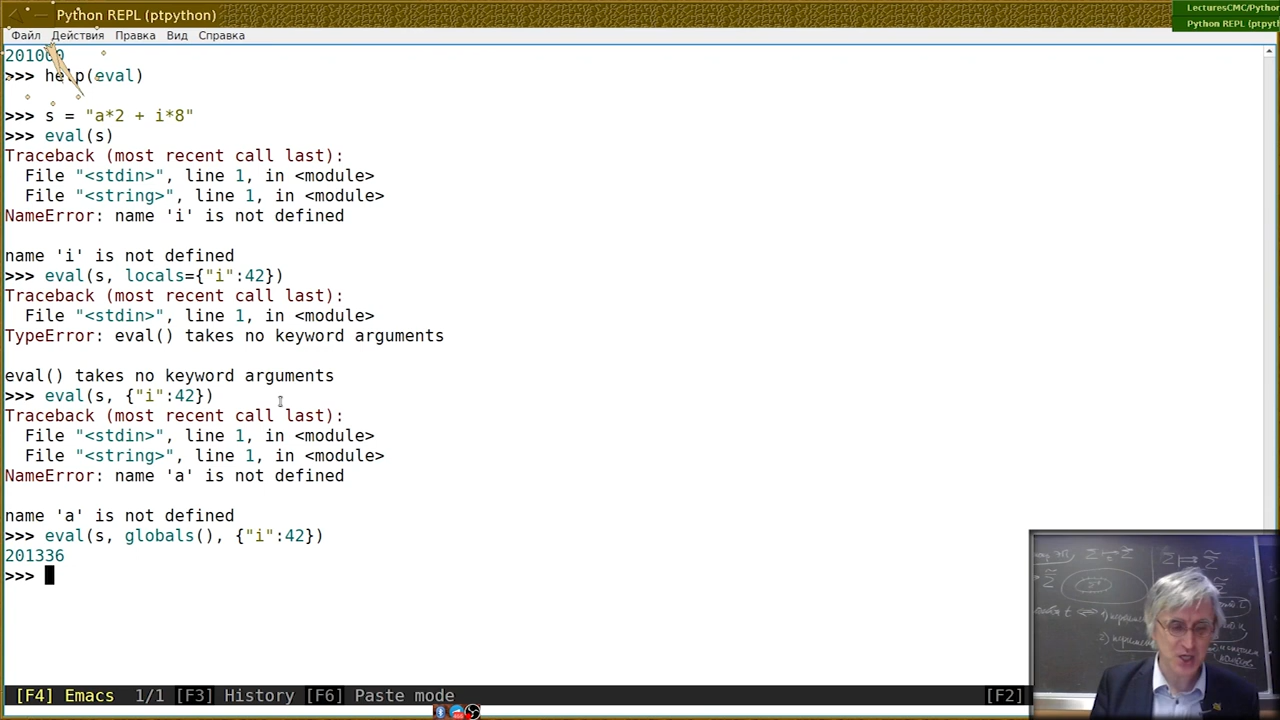 Python REPL (ptpython)
LecturesCMC/Pythor
Python REPL (ptpyt
Файл Действия Правка Вид Справка
201000
>>> help(eval)
>>> s = "a*2 + i*8"
>>> eval(s)
Traceback (most recent call last):
  File "<stdin>", line 1, in <module>
  File "<string>", line 1, in <module>
NameError: name 'i' is not defined
name 'i' is not defined
>>> eval(s, locals={"i":42})
Traceback (most recent call last):
  File "<stdin>", line 1, in <module>
TypeError: eval() takes no keyword arguments
eval() takes no keyword arguments
>>> eval(s, {"i":42})
Traceback (most recent call last):
  File "<stdin>", line 1, in <module>
  File "<string>", line 1, in <module>
NameError: name 'a' is not defined
name 'a' is not defined
>>> eval(s, globals(), {"i":42})
201336
>>>
[F4] Emacs 1/1 [F3] History [F6] Paste mode [F2]